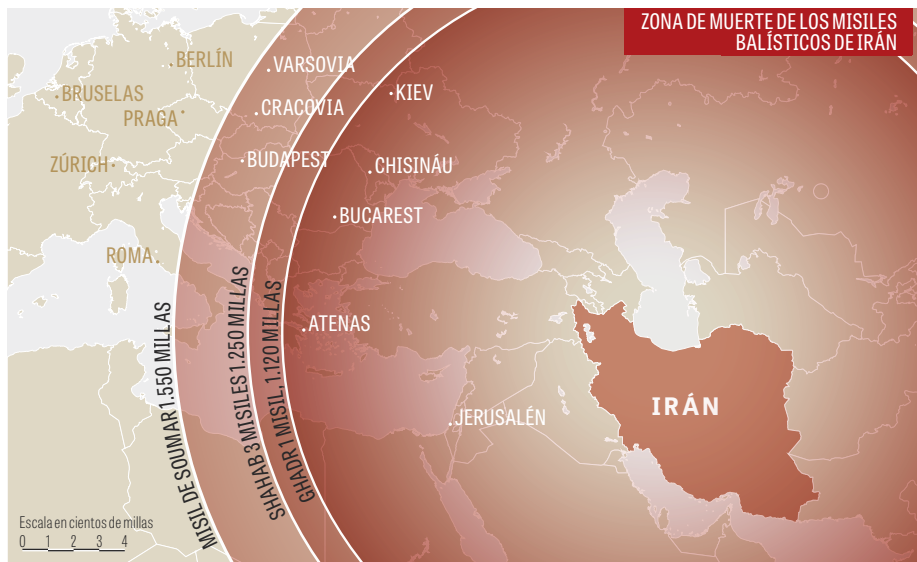 ZONA DE MUERTE DE LOS MISILES
BALÍSTICOS DE IRÁN
BERLÍN
VARSOVIA
BRUSELAS
KIEV
PRAGA
CRACOVIA
ZÚRICH
BUDAPEST
CHISINÁU
BUCAREST
ROMA
ATENAS
IRÁN
JERUSALÉN
MISIL DE SOUMAR 1.550 MILLAS
SHAHAB 3 MISILES 1.250 MILLAS
GHADR 1 MISIL, 1.120 MILLAS
Escala en cientos de millas
0 1 2 3 4